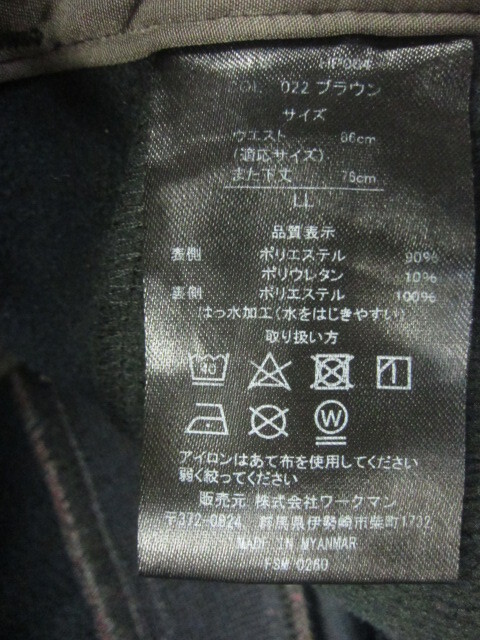 HP004
COL 022 ブラウン
サイズ
ウエスト 86cm
(適応サイズ)
また下丈 76cm
LL
品質表示
表側 ポリエステル 90%
ポリウレタン 10%
裏側 ポリエステル 100%
はっ水加工(水をはじきやすい)
取り扱い方
40
1
W
アイロンはあて布を使用してください
弱く絞ってください
販売元 株式会社ワークマン
〒372-0824 群馬県伊勢崎市柴町1732
MADE IN MYANMAR
FSM 0260